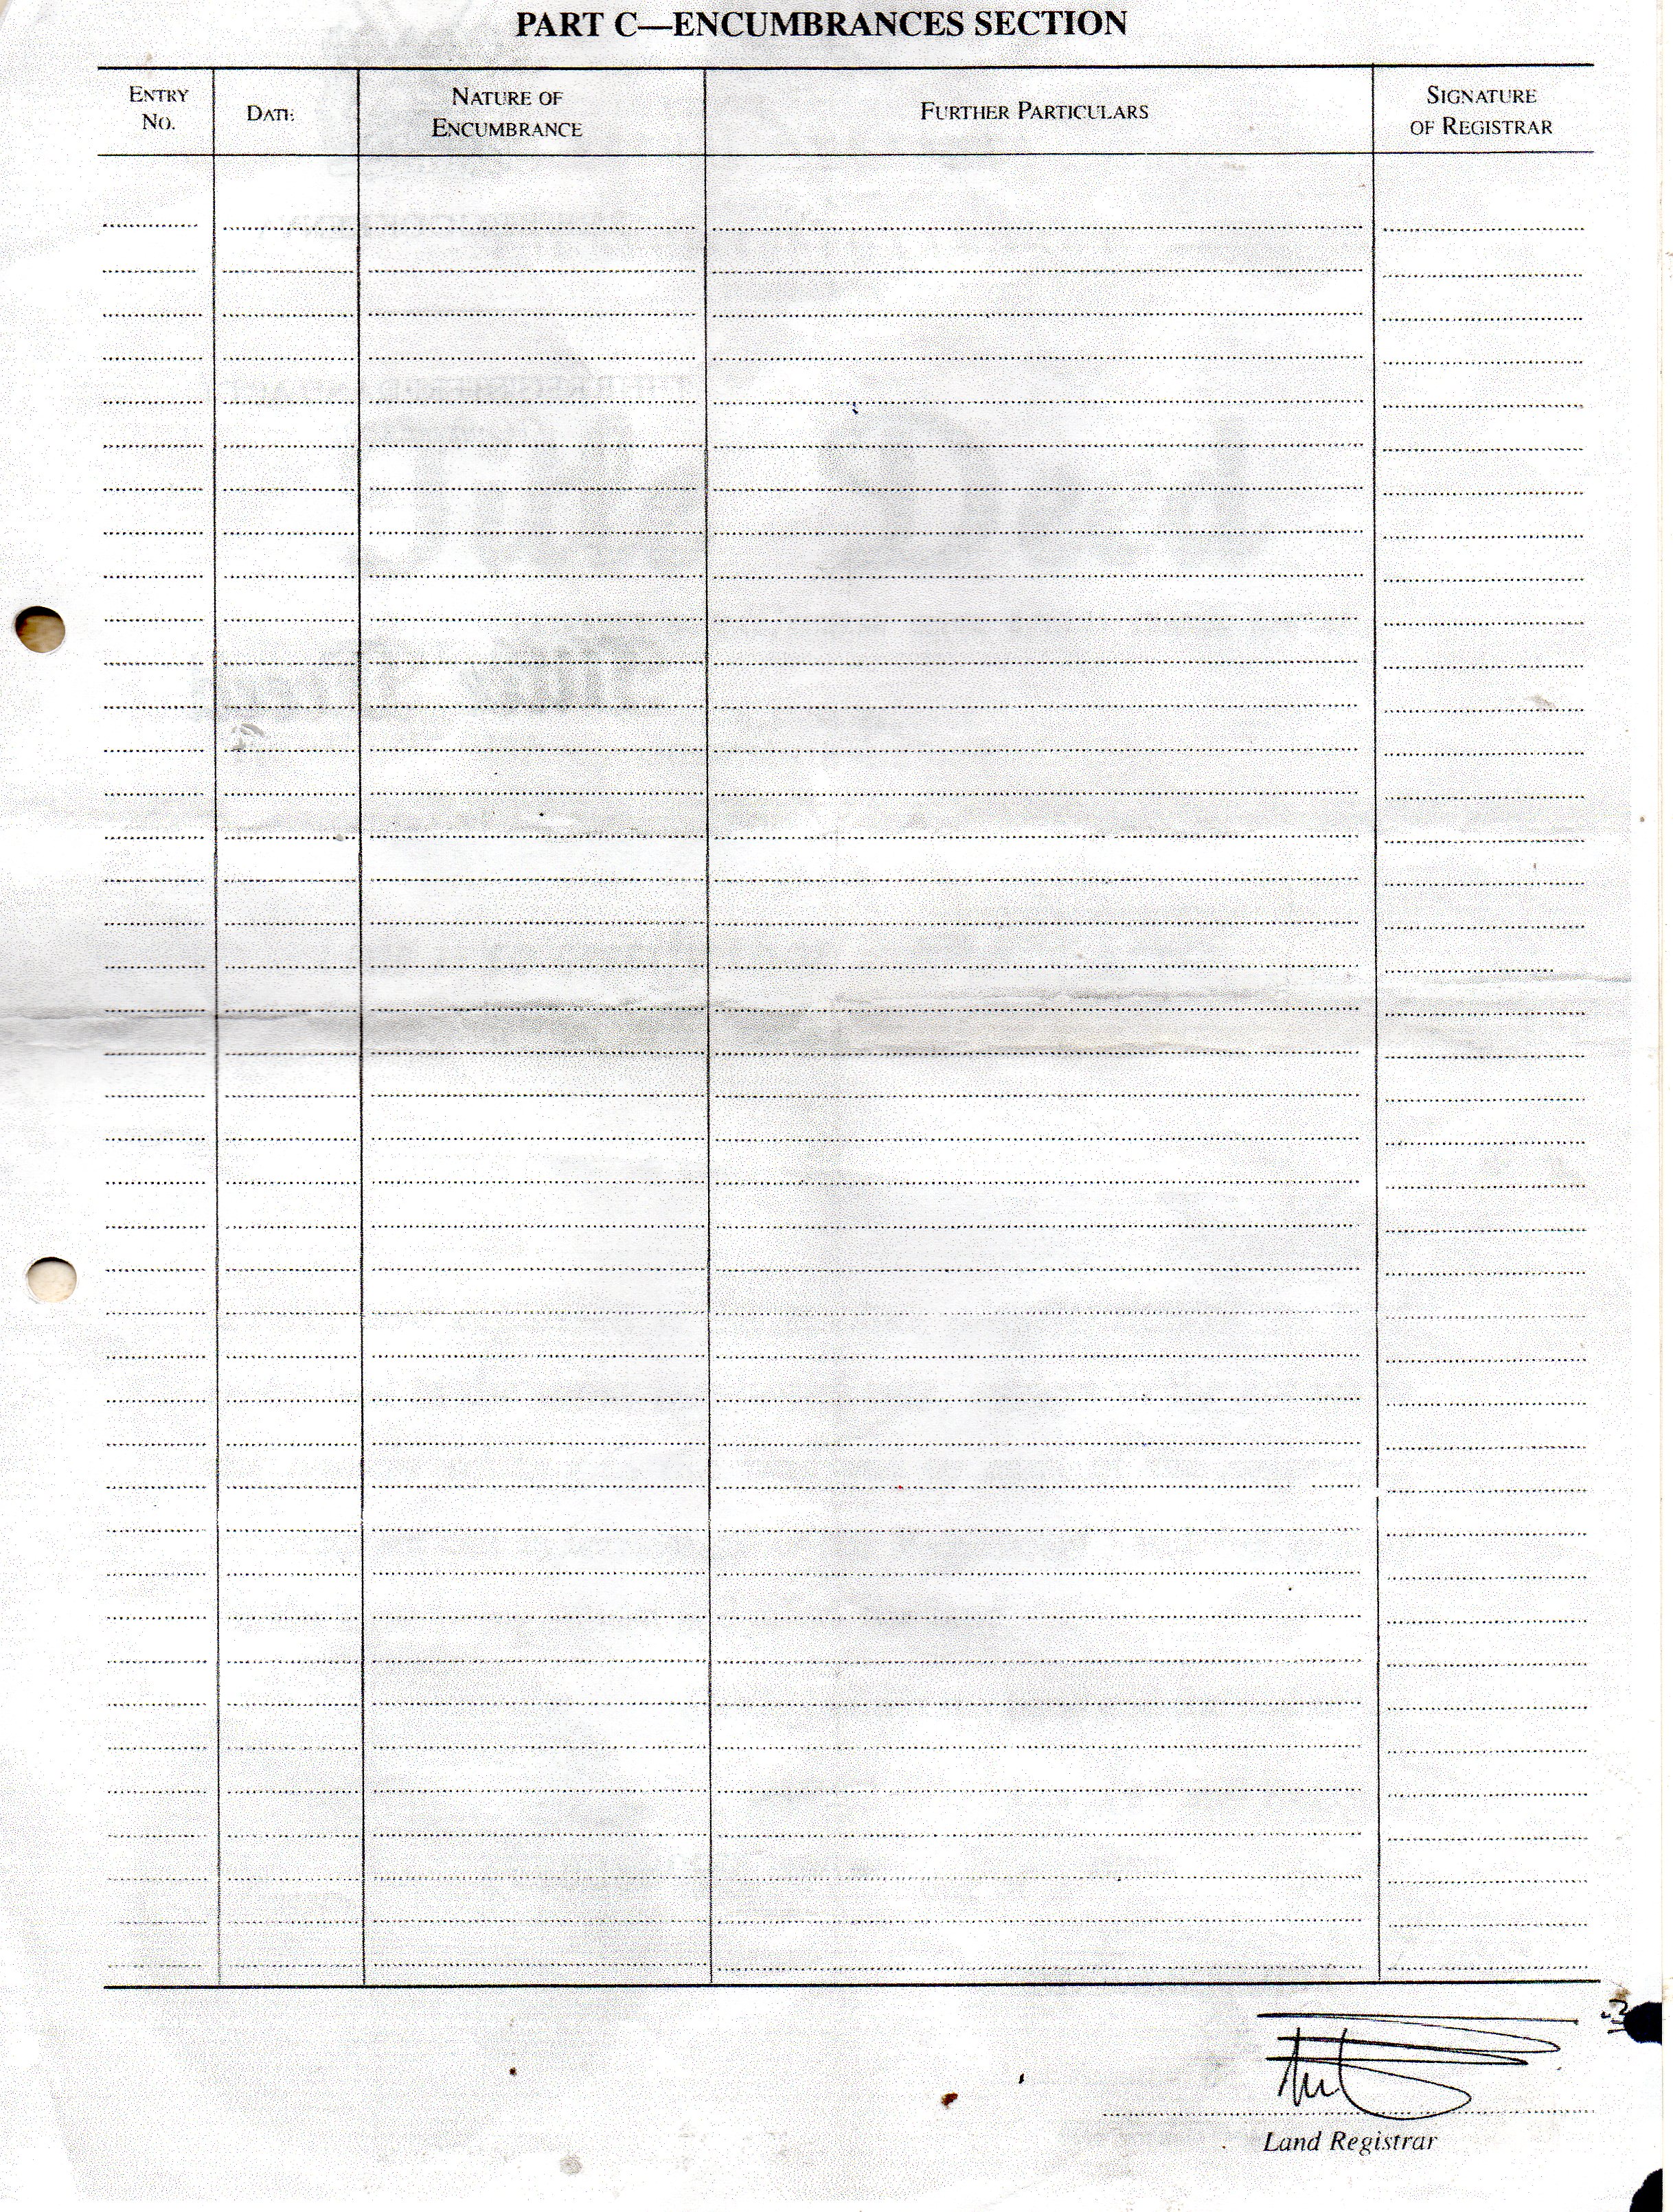 PART C—ENCUMBRANCES SECTION
ENTRY NO.
DATE
NATURE OF ENCUMBRANCE
FURTHER PARTICULARS
SIGNATURE OF REGISTRAR
Land Registrar